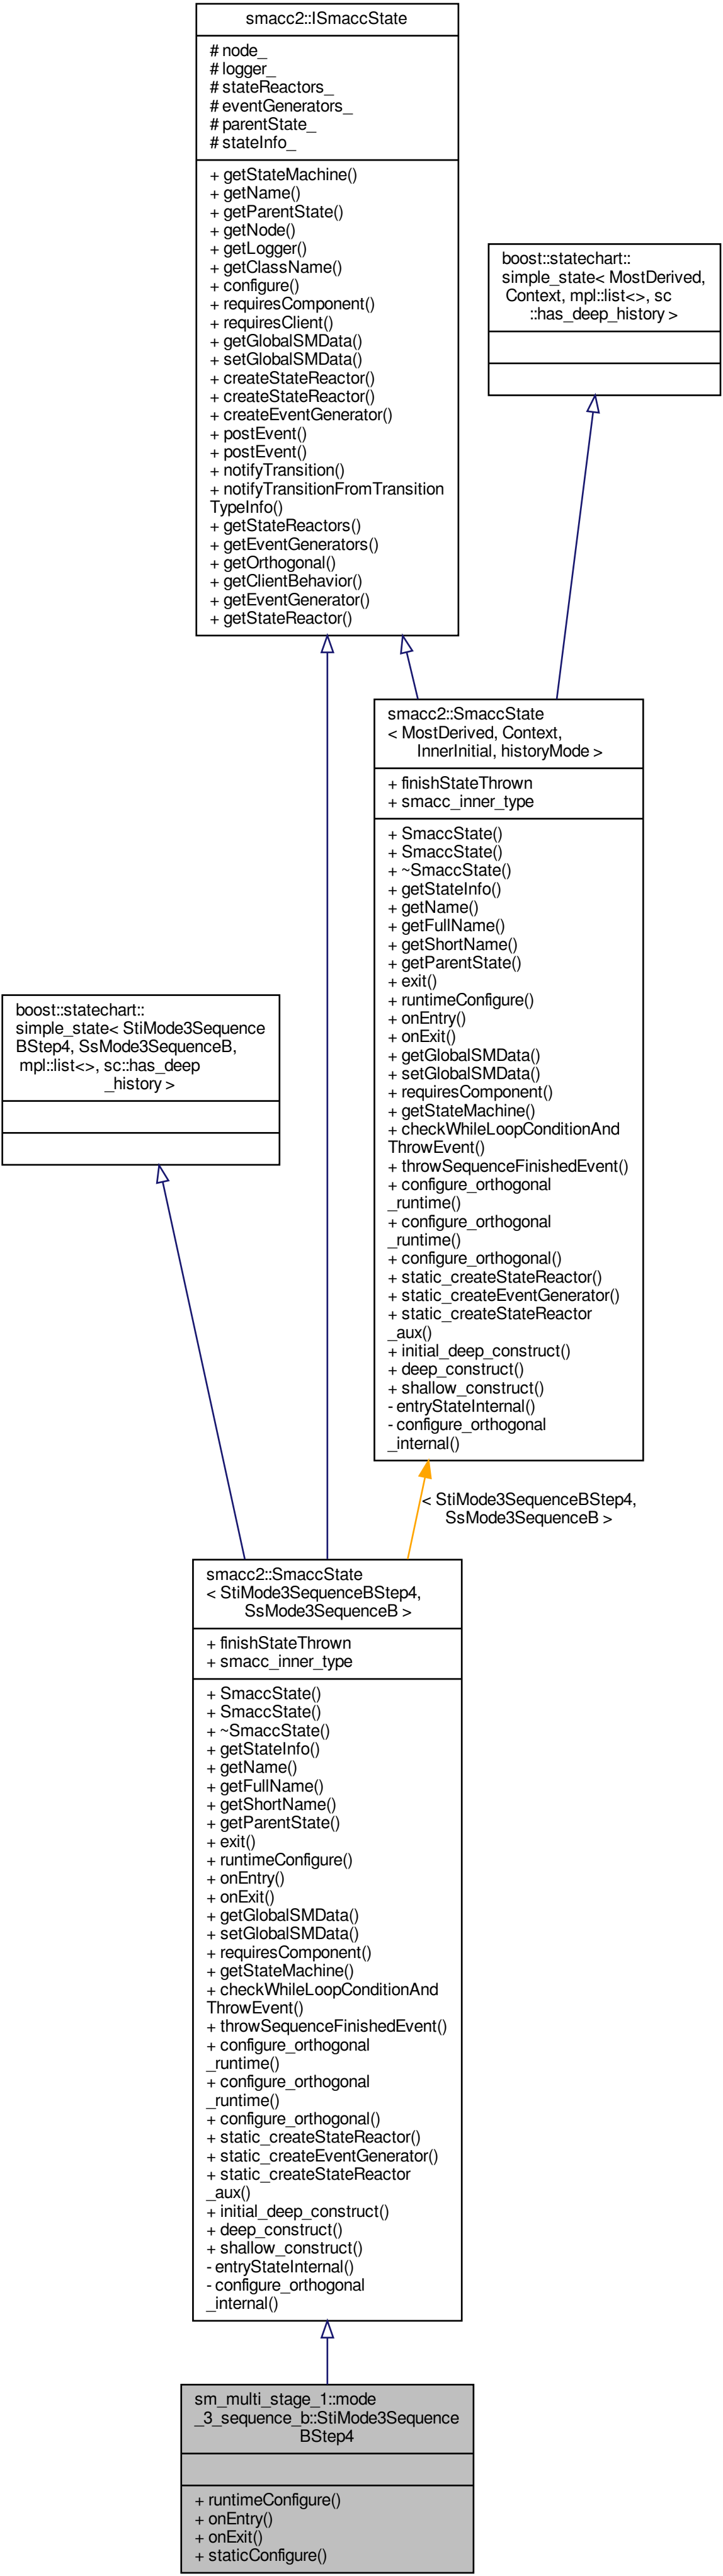 smacc2::ISmaccState
# node_
# logger_
# stateReactors_
# eventGenerators_
# parentState_
# stateInfo_
+ getStateMachine()
+ getName()
+ getParentState()
+ getNode()
+ getLogger()
+ getClassName()
+ configure()
+ requiresComponent()
+ requiresClient()
+ getGlobalSMData()
+ setGlobalSMData()
+ createStateReactor()
+ createStateReactor()
+ createEventGenerator()
+ postEvent()
+ postEvent()
+ notifyTransition()
+ notifyTransitionFromTransition
TypeInfo()
+ getStateReactors()
+ getEventGenerators()
+ getOrthogonal()
+ getClientBehavior()
+ getEventGenerator()
+ getStateReactor()
boost::statechart::
simple_state< MostDerived,
Context, mpl::list<>, sc
::has_deep_history >
smacc2::SmaccState
< MostDerived, Context,
InnerInitial, historyMode >
+ finishStateThrown
+ smacc_inner_type
+ SmaccState()
+ SmaccState()
+ ~SmaccState()
+ getStateInfo()
+ getName()
+ getFullName()
+ getShortName()
+ getParentState()
+ exit()
+ runtimeConfigure()
+ onEntry()
+ onExit()
+ getGlobalSMData()
+ setGlobalSMData()
+ requiresComponent()
+ getStateMachine()
+ checkWhileLoopConditionAnd
ThrowEvent()
+ throwSequenceFinishedEvent()
+ configure_orthogonal
_runtime()
+ configure_orthogonal
_runtime()
+ configure_orthogonal()
+ static_createStateReactor()
+ static_createEventGenerator()
+ static_createStateReactor
_aux()
+ initial_deep_construct()
+ deep_construct()
+ shallow_construct()
- entryStateInternal()
- configure_orthogonal
_internal()
boost::statechart::
simple_state< StiMode3Sequence
BStep4, SsMode3SequenceB,
mpl::list<>, sc::has_deep
_history >
< StiMode3SequenceBStep4,
SsMode3SequenceB >
smacc2::SmaccState
< StiMode3SequenceBStep4,
SsMode3SequenceB >
+ finishStateThrown
+ smacc_inner_type
+ SmaccState()
+ SmaccState()
+ ~SmaccState()
+ getStateInfo()
+ getName()
+ getFullName()
+ getShortName()
+ getParentState()
+ exit()
+ runtimeConfigure()
+ onEntry()
+ onExit()
+ getGlobalSMData()
+ setGlobalSMData()
+ requiresComponent()
+ getStateMachine()
+ checkWhileLoopConditionAnd
ThrowEvent()
+ throwSequenceFinishedEvent()
+ configure_orthogonal
_runtime()
+ configure_orthogonal
_runtime()
+ configure_orthogonal()
+ static_createStateReactor()
+ static_createEventGenerator()
+ static_createStateReactor
_aux()
+ initial_deep_construct()
+ deep_construct()
+ shallow_construct()
- entryStateInternal()
- configure_orthogonal
_internal()
sm_multi_stage_1::mode
_3_sequence_b::StiMode3Sequence
BStep4
+ runtimeConfigure()
+ onEntry()
+ onExit()
+ staticConfigure()